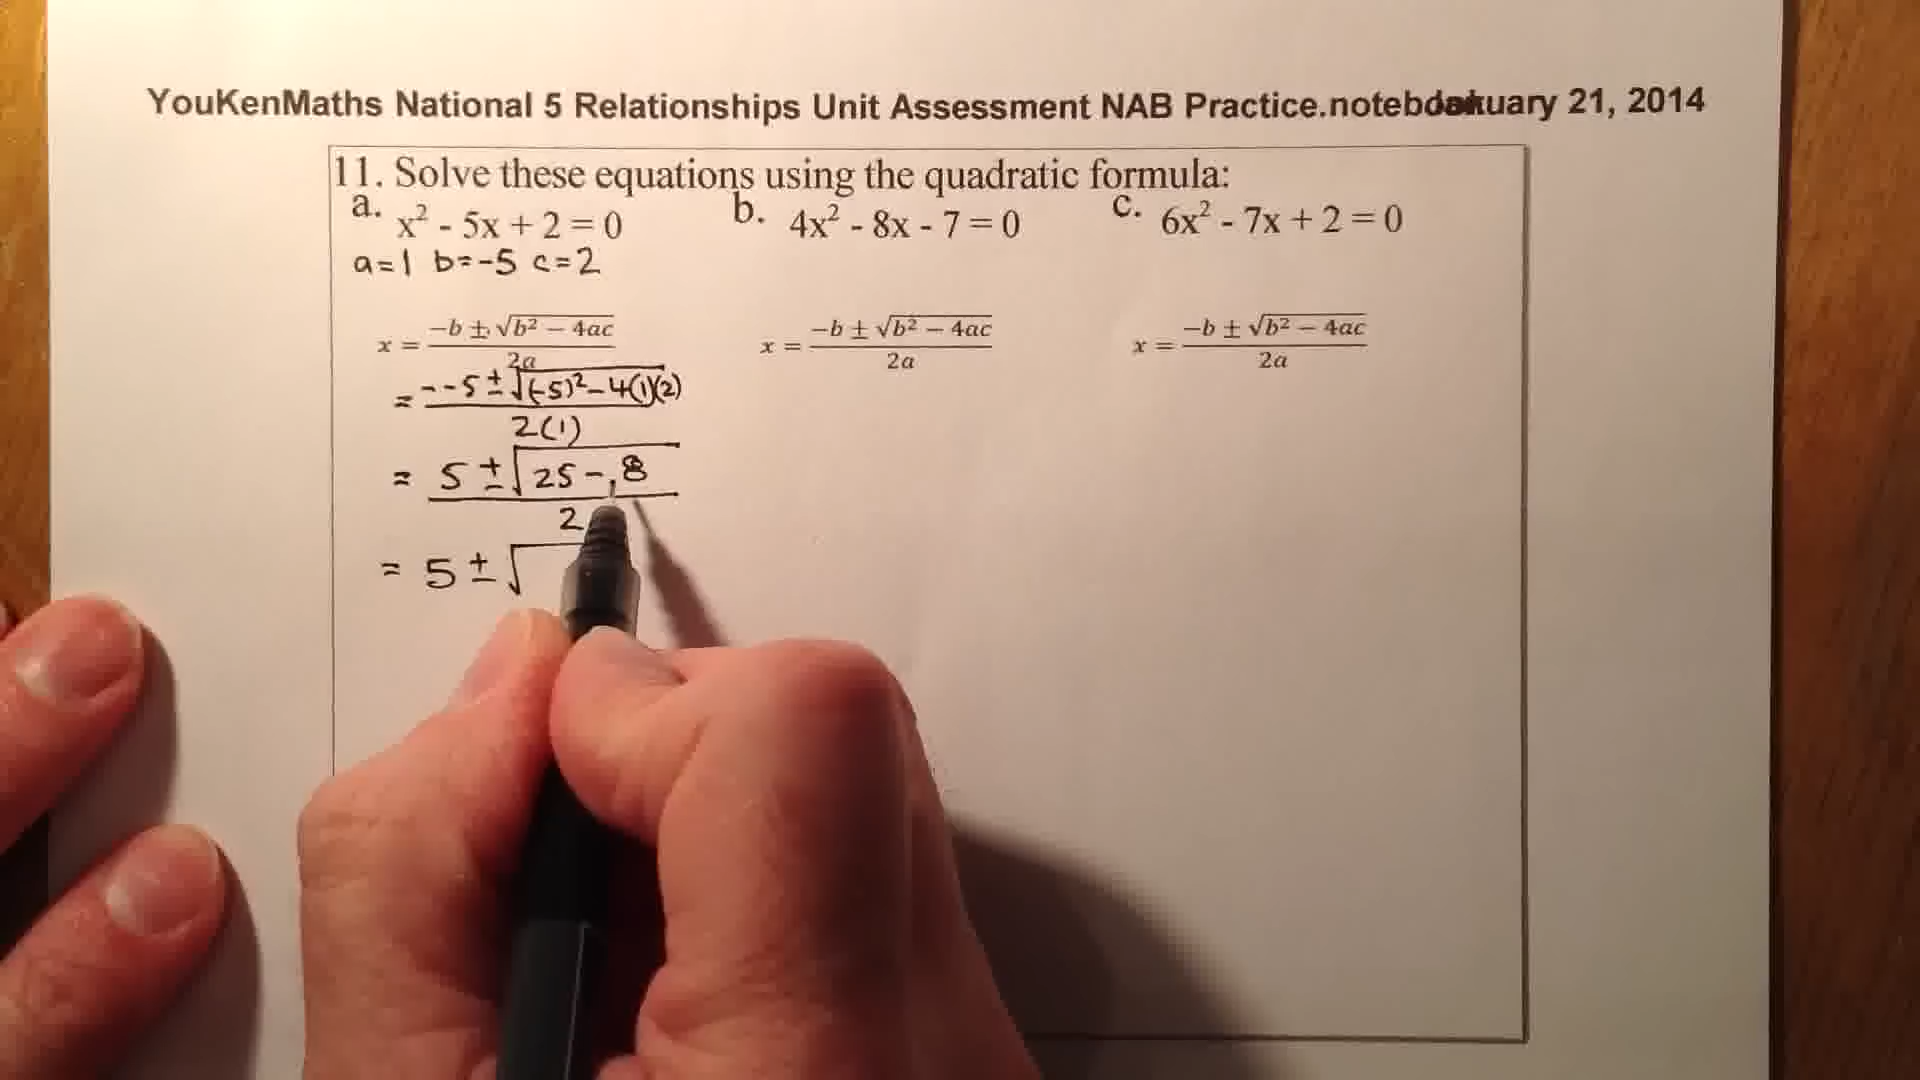 YouKenMaths National 5 Relationships Unit Assessment NAB Practice.notebook January 21, 2014
11. Solve these equations using the quadratic formula:
a. x² - 5x + 2 = 0 b. 4x² - 8x - 7 = 0 c. 6x² - 7x + 2 = 0
a=1 b=-5 c=2
x = (-b ± √(b² - 4ac))/(2a) x = (-b ± √(b² - 4ac))/(2a) x = (-b ± √(b² - 4ac))/(2a)
= (--5 ± √((-5)² - 4(1)(2)))/(2(1))
= (5 ± √(25 - 8))/2
= 5 ± √